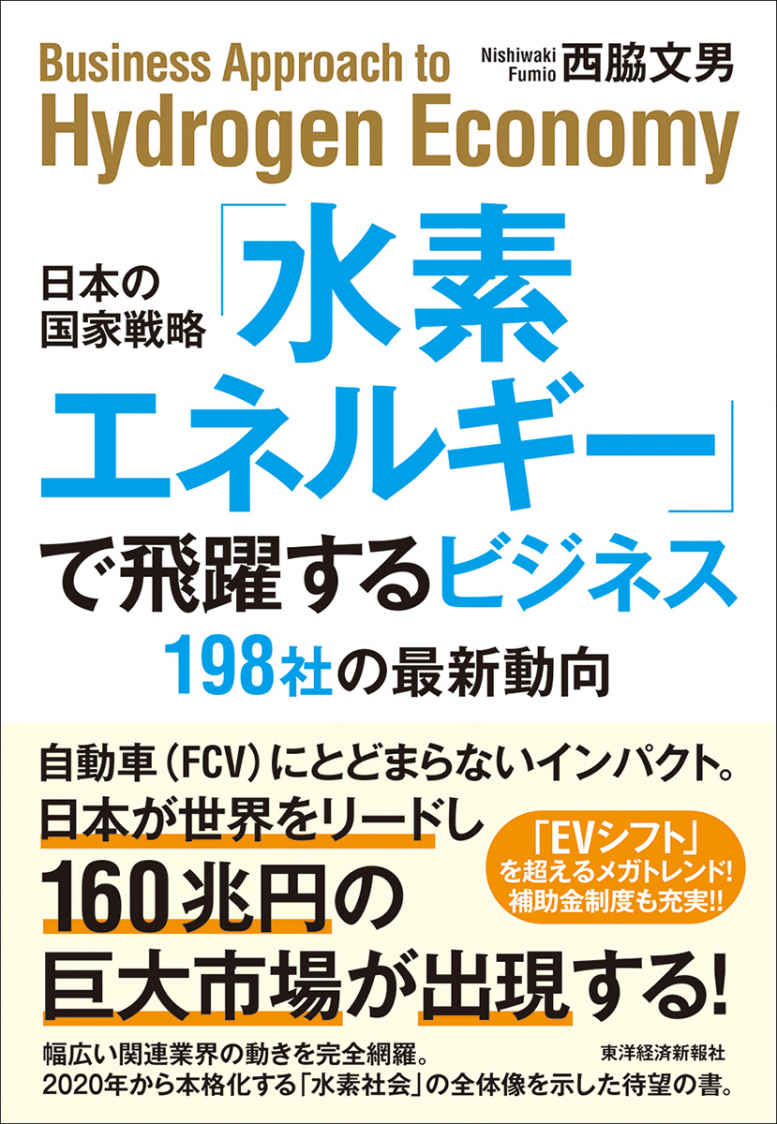 Business Approach to
Hydrogen Economy
Nishiwaki
Fumio
西脇文男
日本の
国家戦略
「水素
エネルギー」
で飛躍するビジネス
198社の最新動向
自動車(FCV)にとどまらないインパクト。
日本が世界をリードし
160兆円の
巨大市場が出現する!
「EVシフト」
を超えるメガトレンド!
補助金制度も充実!!
幅広い関連業界の動きを完全網羅。
2020年から本格化する「水素社会」の全体像を示した待望の書。
東洋経済新報社